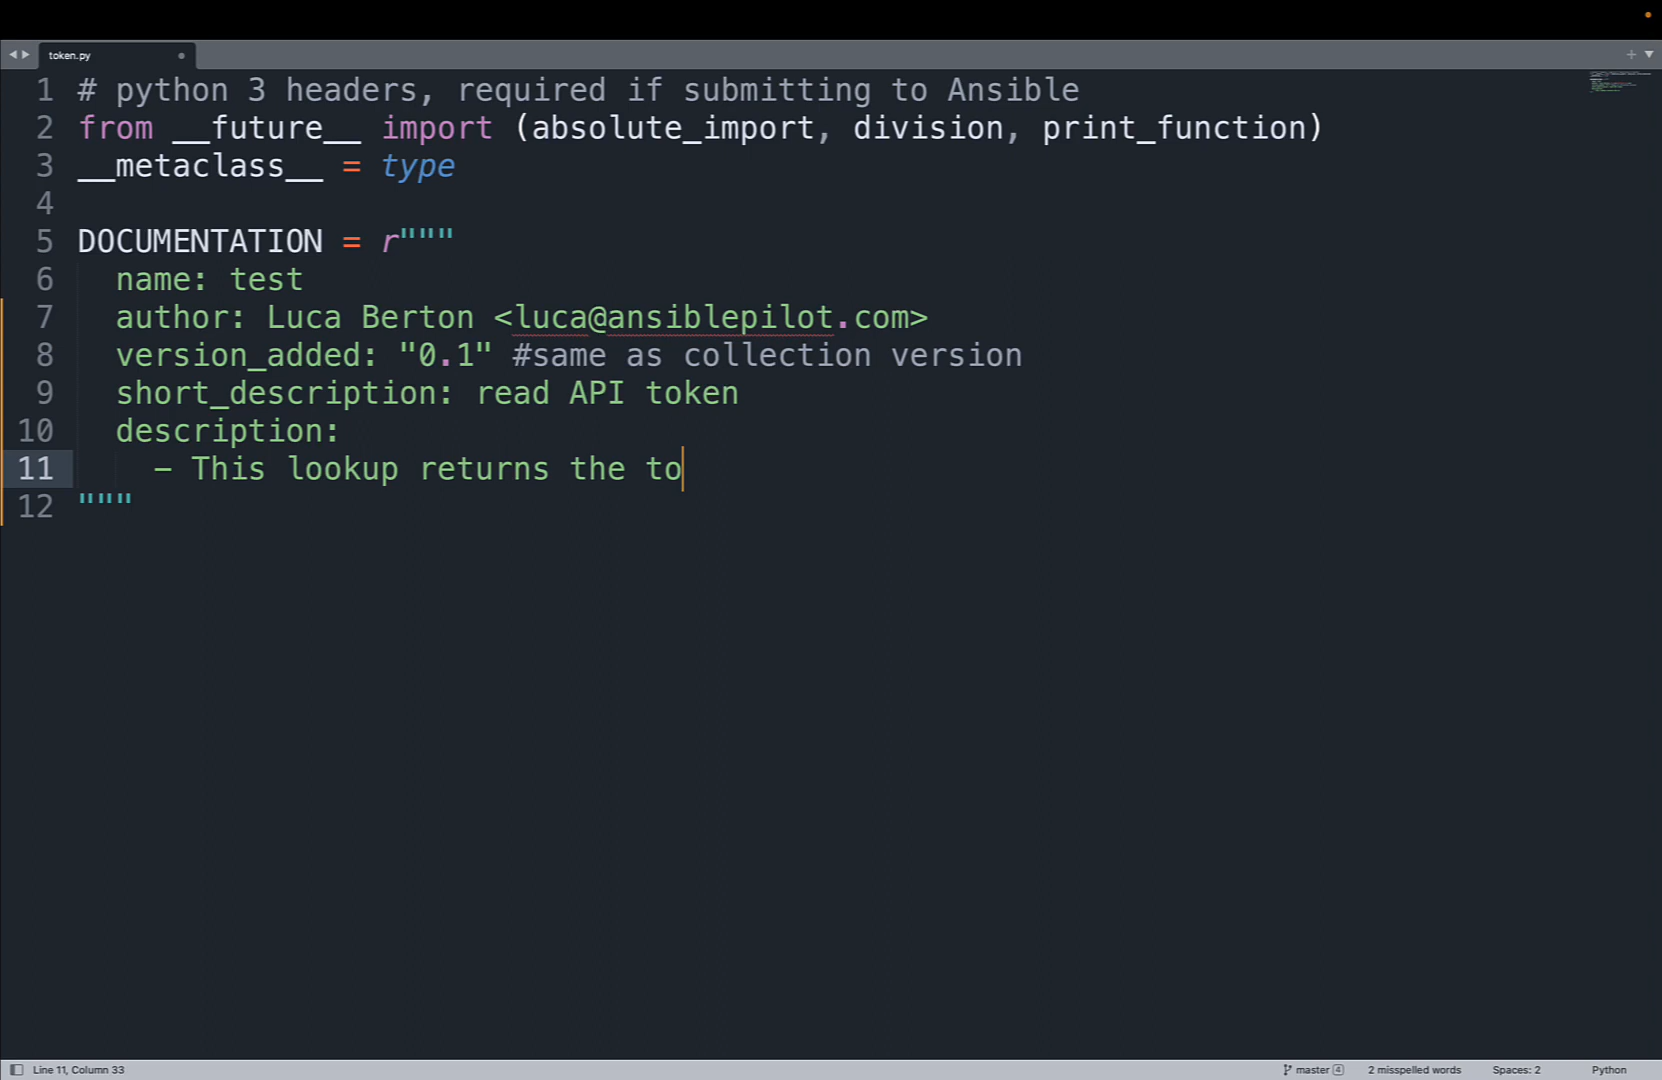 token.py
1 # python 3 headers, required if submitting to Ansible
2 from __future__ import (absolute_import, division, print_function)
3 __metaclass__ = type
4
5 DOCUMENTATION = r"""
6   name: test
7   author: Luca Berton <luca@ansiblepilot.com>
8   version_added: "0.1" #same as collection version
9   short_description: read API token
10   description:
11     - This lookup returns the to
12 """
Line 11, Column 33 master 4 2 misspelled words Spaces: 2 Python